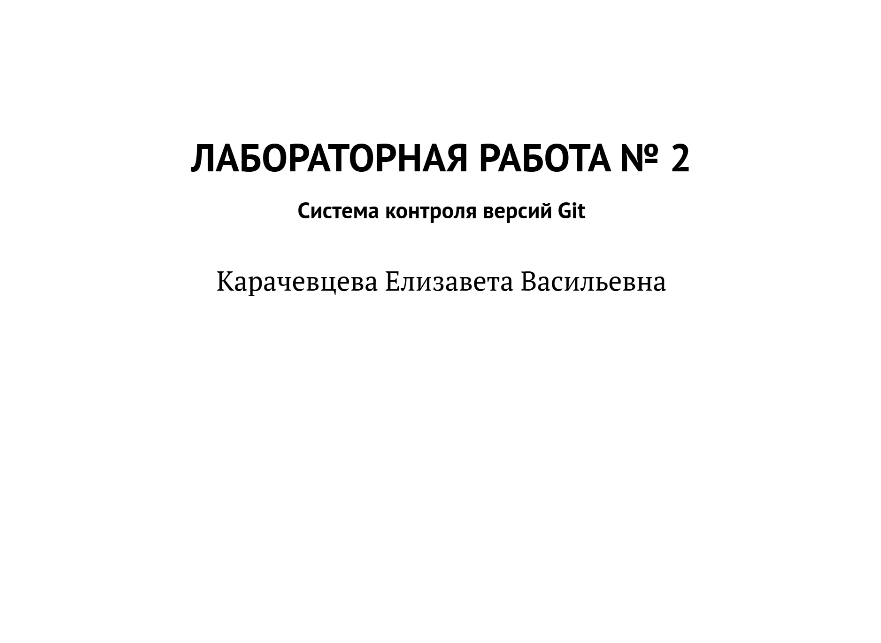 ЛАБОРАТОРНАЯ РАБОТА № 2
Система контроля версий Git
Карачевцева Елизавета Васильевна